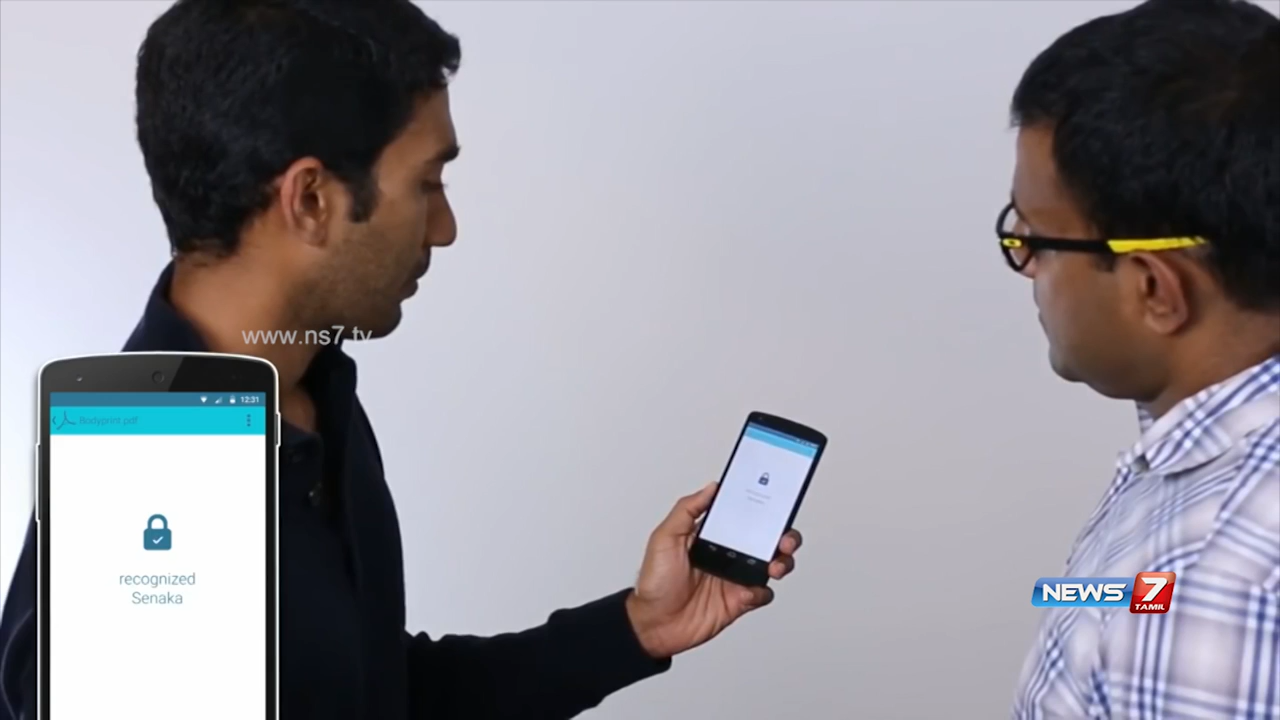 www.ns7.tv
12:31
Bodyprint.pdf
recognized
Senaka
NEWS 7
TAMIL